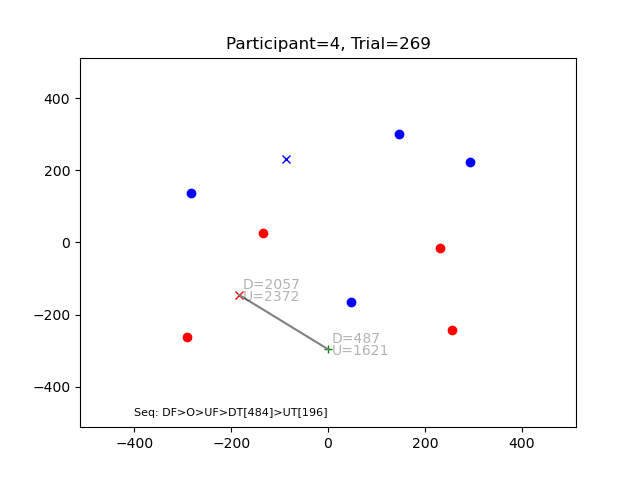 Participant=4, Trial=269
400
200
0
−200
−400
D=2057
U=2372
D=487
U=1621
Seq: DF>O>UF>DT[484]>UT[196]
−400
−200
0
200
400